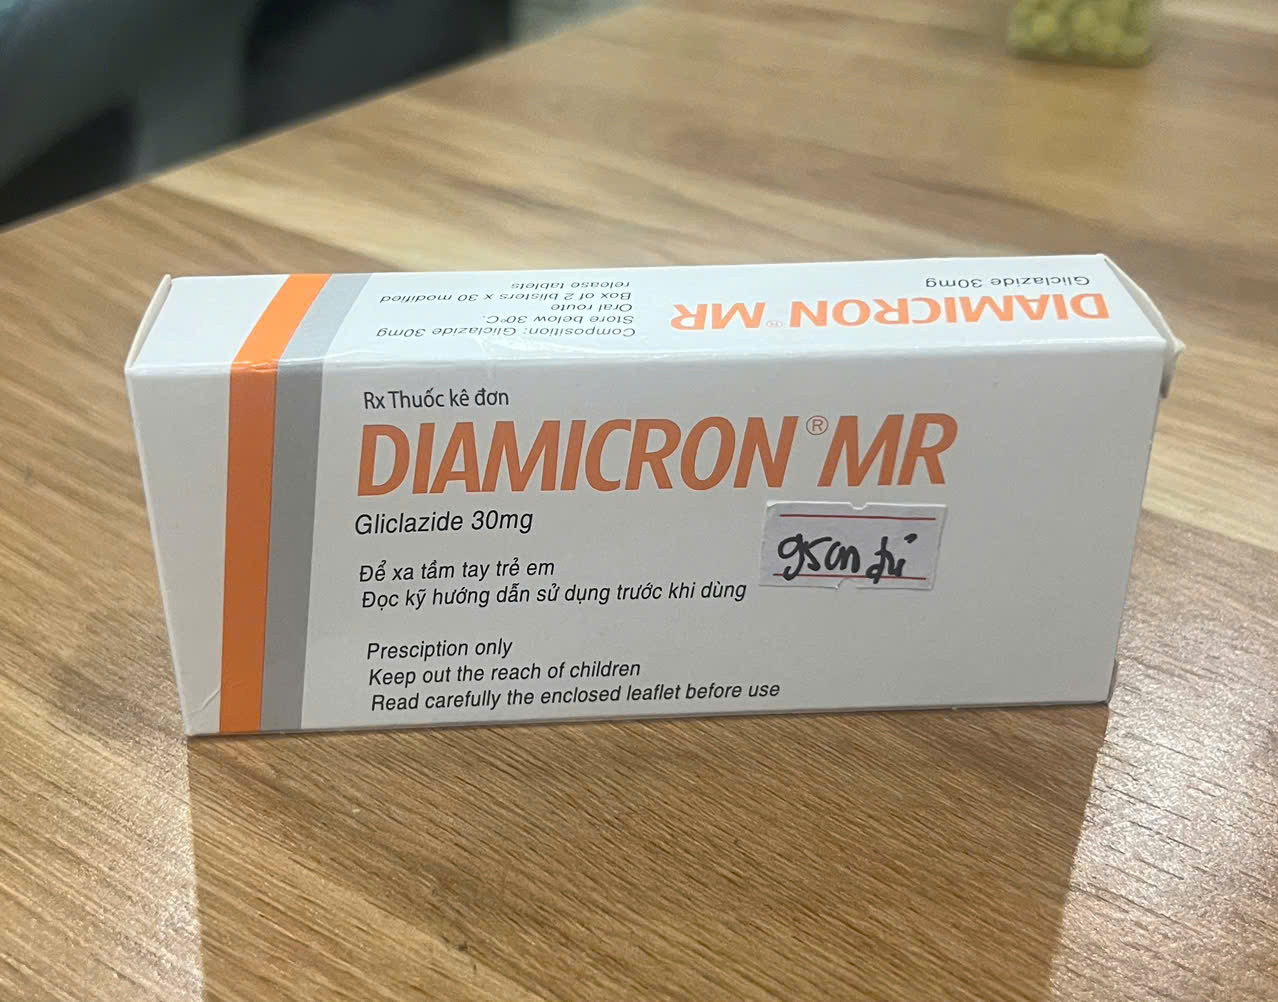 Gliclazide 30mg
DIAMICRON® MR
Composition: Gliclazide 30mg
Store below 30°C.
Oral route
Box of 2 blisters x 30 modified
release tablets
Rx Thuốc kê đơn
DIAMICRON® MR
Gliclazide 30mg
Để xa tầm tay trẻ em
Đọc kỹ hướng dẫn sử dụng trước khi dùng
Presciption only
Keep out the reach of children
Read carefully the enclosed leaflet before use